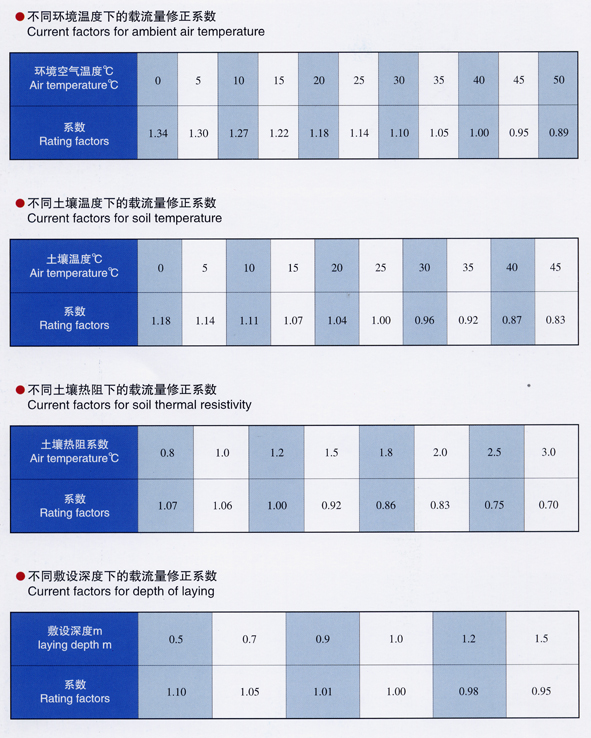 不同环境温度下的载流量修正系数
Current factors for ambient air temperature
环境空气温度℃
Air temperature℃
0 5 10 15 20 25 30 35 40 45 50
系数
Rating factors
1.34 1.30 1.27 1.22 1.18 1.14 1.10 1.05 1.00 0.95 0.89
不同土壤温度下的载流量修正系数
Current factors for soil temperature
土壤温度℃
Air temperature℃
0 5 10 15 20 25 30 35 40 45
系数
Rating factors
1.18 1.14 1.11 1.07 1.04 1.00 0.96 0.92 0.87 0.83
不同土壤热阻下的载流量修正系数
Current factors for soil thermal resistivity
土壤热阻系数
Air temperature℃
0.8 1.0 1.2 1.5 1.8 2.0 2.5 3.0
系数
Rating factors
1.07 1.06 1.00 0.92 0.86 0.83 0.75 0.70
不同敷设深度下的载流量修正系数
Current factors for depth of laying
敷设深度m
laying depth m
0.5 0.7 0.9 1.0 1.2 1.5
系数
Rating factors
1.10 1.05 1.01 1.00 0.98 0.95